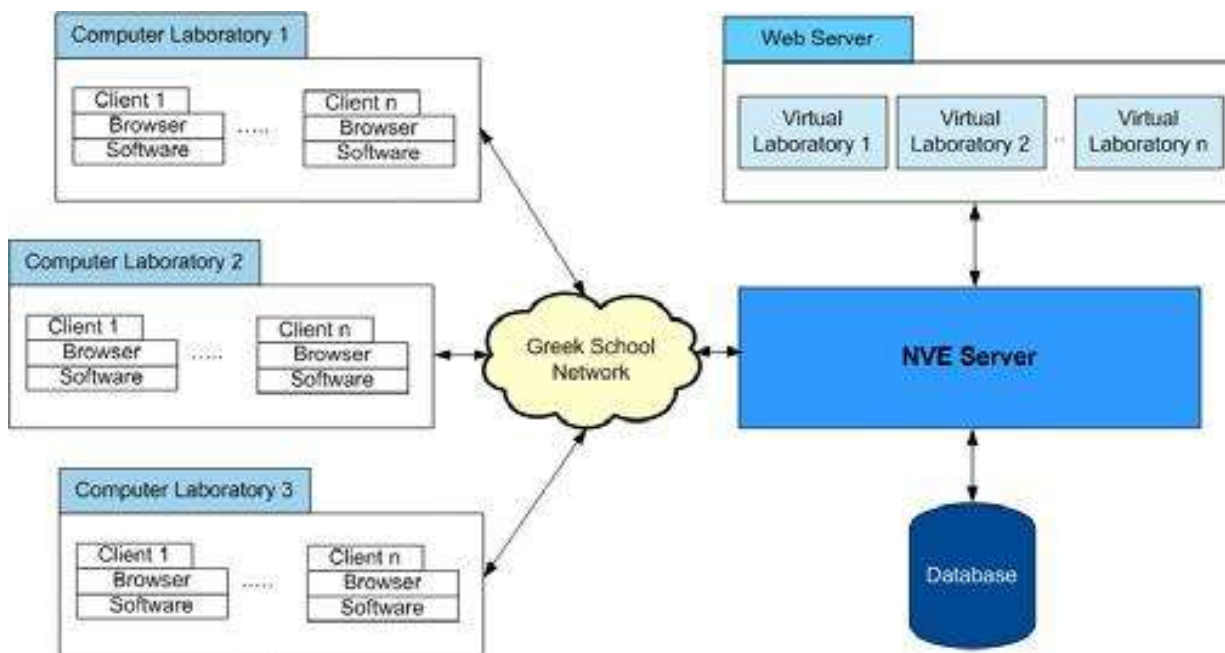 Computer Laboratory 1
Client 1
Browser
Software
.....
Client n
Browser
Software
Computer Laboratory 2
Client 1
Browser
Software
.....
Client n
Browser
Software
Computer Laboratory 3
Client 1
Browser
Software
.....
Client n
Browser
Software
Greek School
Network
Web Server
Virtual
Laboratory 1
Virtual
Laboratory 2
..
Virtual
Laboratory n
NVE Server
Database